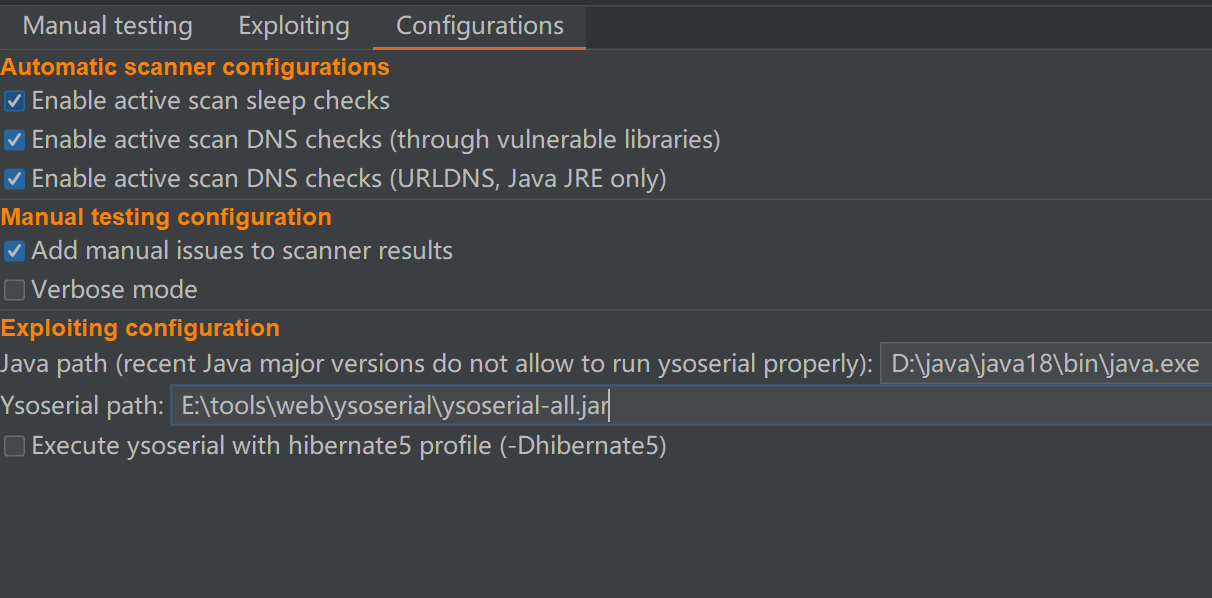 Manual testing Exploiting Configurations
Automatic scanner configurations
Enable active scan sleep checks
Enable active scan DNS checks (through vulnerable libraries)
Enable active scan DNS checks (URLDNS, Java JRE only)
Manual testing configuration
Add manual issues to scanner results
Verbose mode
Exploiting configuration
Java path (recent Java major versions do not allow to run ysoserial properly): D:\java\java18\bin\java.exe
Ysoserial path: E:\tools\web\ysoserial\ysoserial-all.jar
Execute ysoserial with hibernate5 profile (-Dhibernate5)